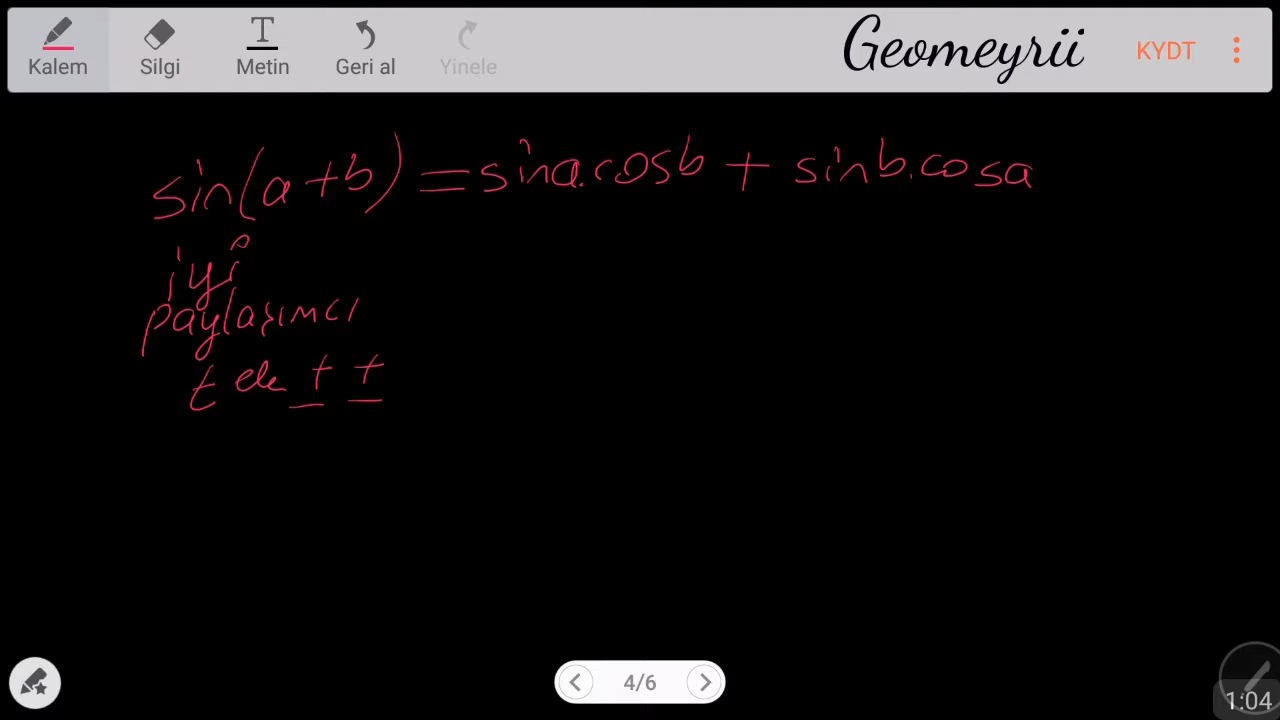 Kalem Silgi Metin Geri al Yinele Geomeyrii KYDT
sin(a+b) = sina.cosb + sinb.cosa
iyi
paylaşımcı
tek + +
4/6
1:04